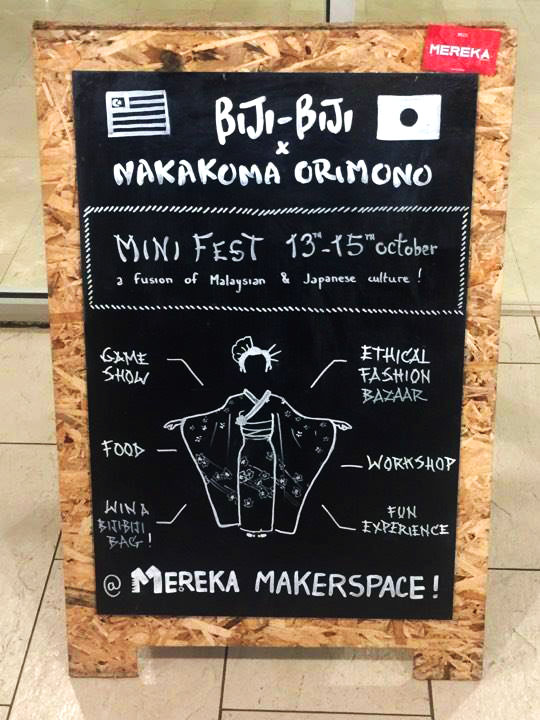 MEREKA
BIJI-BIJI
x
NAKAKOMA ORIMONO
MINI FEST 13TH-15TH October
a fusion of Malaysian & Japanese culture!
GAME
SHOW
ETHICAL
FASHION
BAZAAR
FOOD
WORKSHOP
WIN A
BIJIBIJI
BAG!
FUN
EXPERIENCE
@ MEREKA MAKERSPACE!